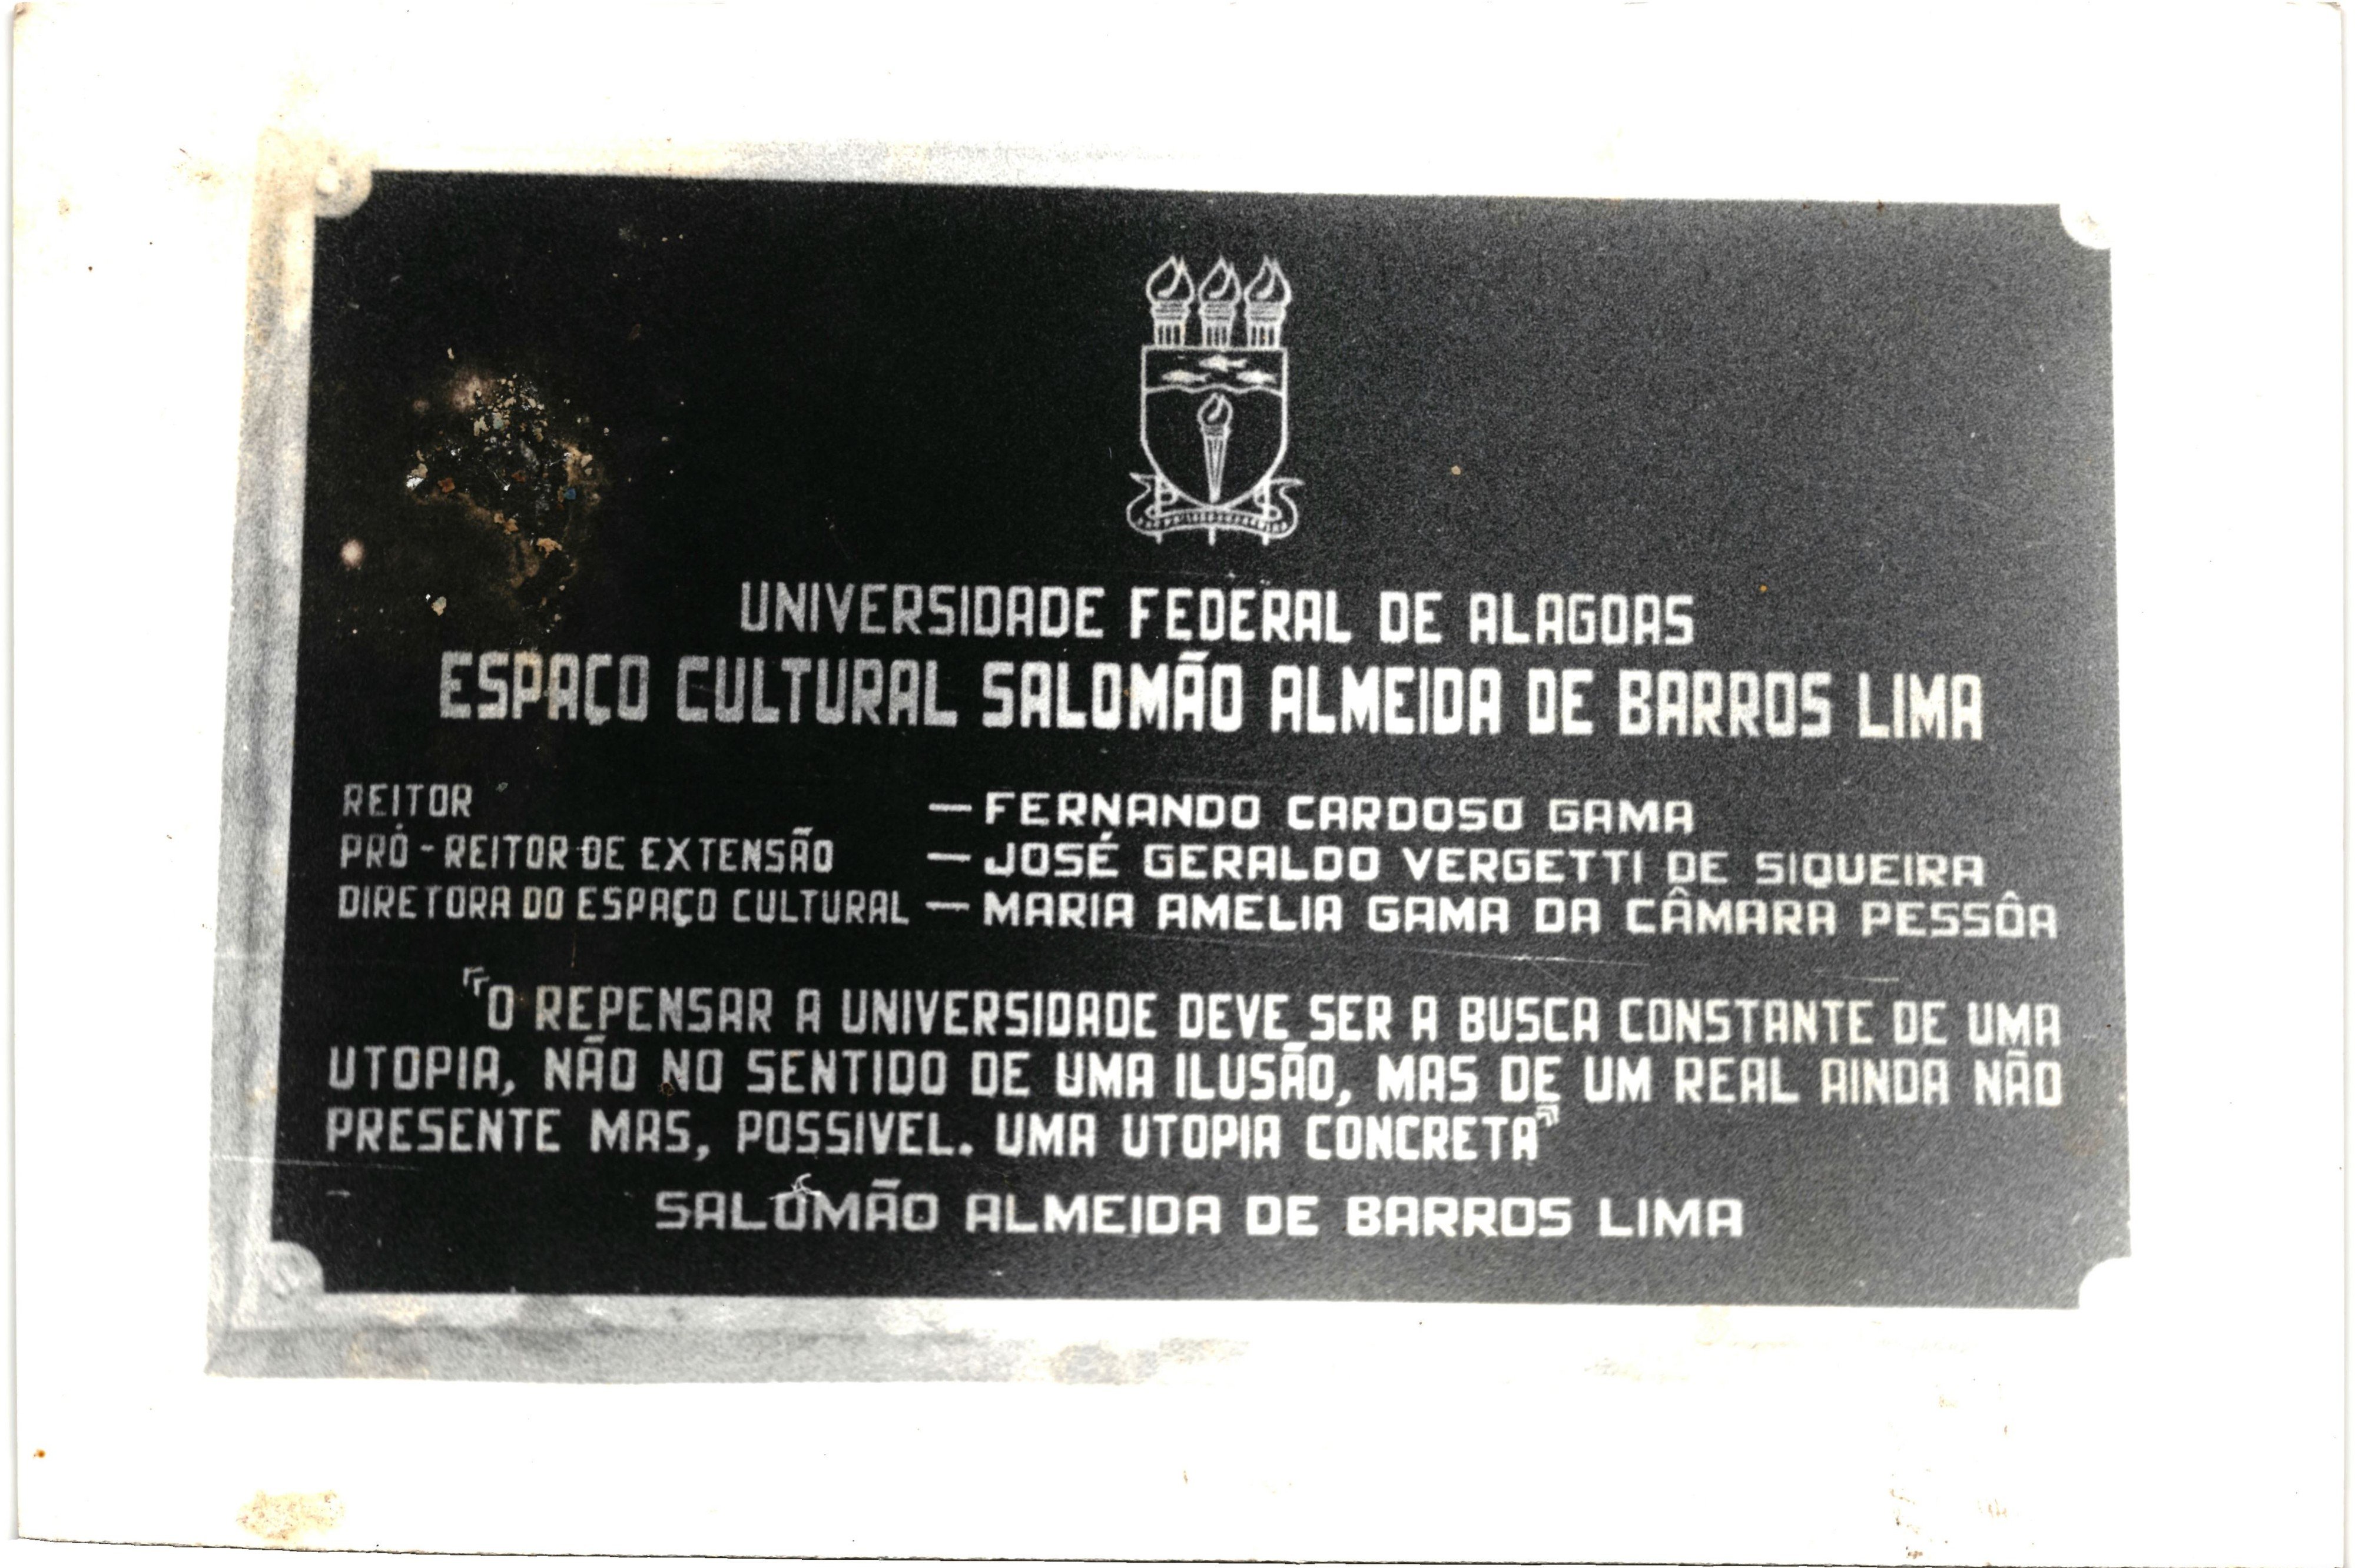 UNIVERSIDADE FEDERAL DE ALAGOAS
ESPAÇO CULTURAL SALOMÃO ALMEIDA DE BARROS LIMA
REITOR — FERNANDO CARDOSO GAMA
PRÓ-REITOR DE EXTENSÃO — JOSÉ GERALDO VERGETTI DE SIQUEIRA
DIRETORA DO ESPAÇO CULTURAL — MARIA AMELIA GAMA DA CÂMARA PESSÔA
"O REPENSAR A UNIVERSIDADE DEVE SER A BUSCA CONSTANTE DE UMA
UTOPIA, NÃO NO SENTIDO DE UMA ILUSÃO, MAS DE UM REAL AINDA NÃO
PRESENTE MAS, POSSIVEL. UMA UTOPIA CONCRETA"
SALOMÃO ALMEIDA DE BARROS LIMA